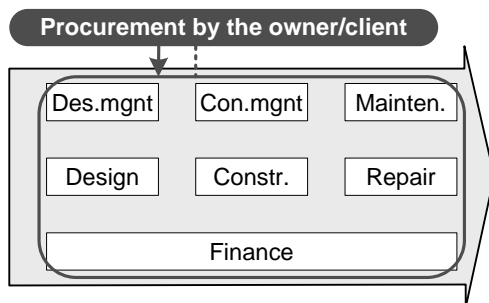 Procurement by the owner/client
Des.mgnt Con.mgnt Mainten.
Design Constr. Repair
Finance